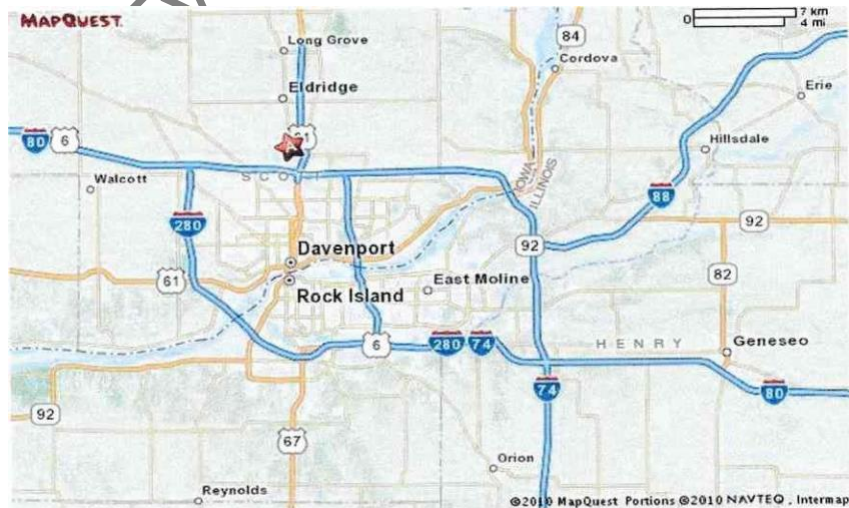 MAPQUEST.
0 7 km
4 mi
84
Long Grove
Cordova
Eldridge
Erie
80 6
Hillsdale
Walcott
SCOTT
IOWA
ILLINOIS
88
280
92
92
Davenport
61
82
East Moline
Rock Island
HENRY
6
280 74
Geneseo
74
80
92
67
Orion
Reynolds
©2010 MapQuest Portions ©2010 NAVTEQ, Intermap